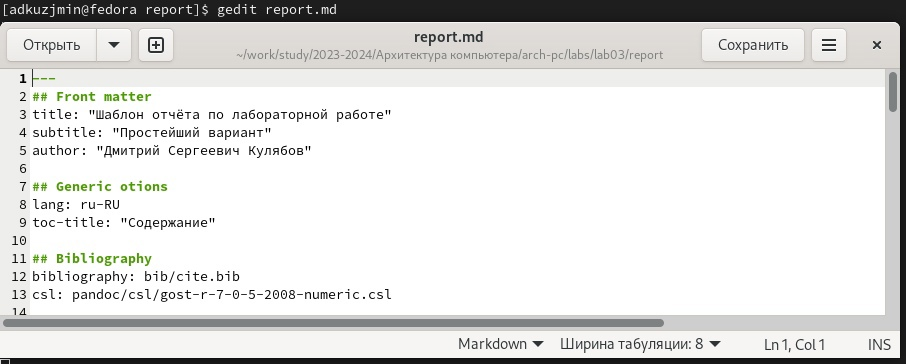 [adkuzjmin@fedora report]$ gedit report.md
Открыть
report.md
~/work/study/2023-2024/Архитектура компьютера/arch-pc/labs/lab03/report
Сохранить
1 ---
2 ## Front matter
3 title: "Шаблон отчёта по лабораторной работе"
4 subtitle: "Простейший вариант"
5 author: "Дмитрий Сергеевич Кулябов"
6
7 ## Generic otions
8 lang: ru-RU
9 toc-title: "Содержание"
10
11 ## Bibliography
12 bibliography: bib/cite.bib
13 csl: pandoc/csl/gost-r-7-0-5-2008-numeric.csl
14
Markdown Ширина табуляции: 8 Ln 1, Col 1 INS